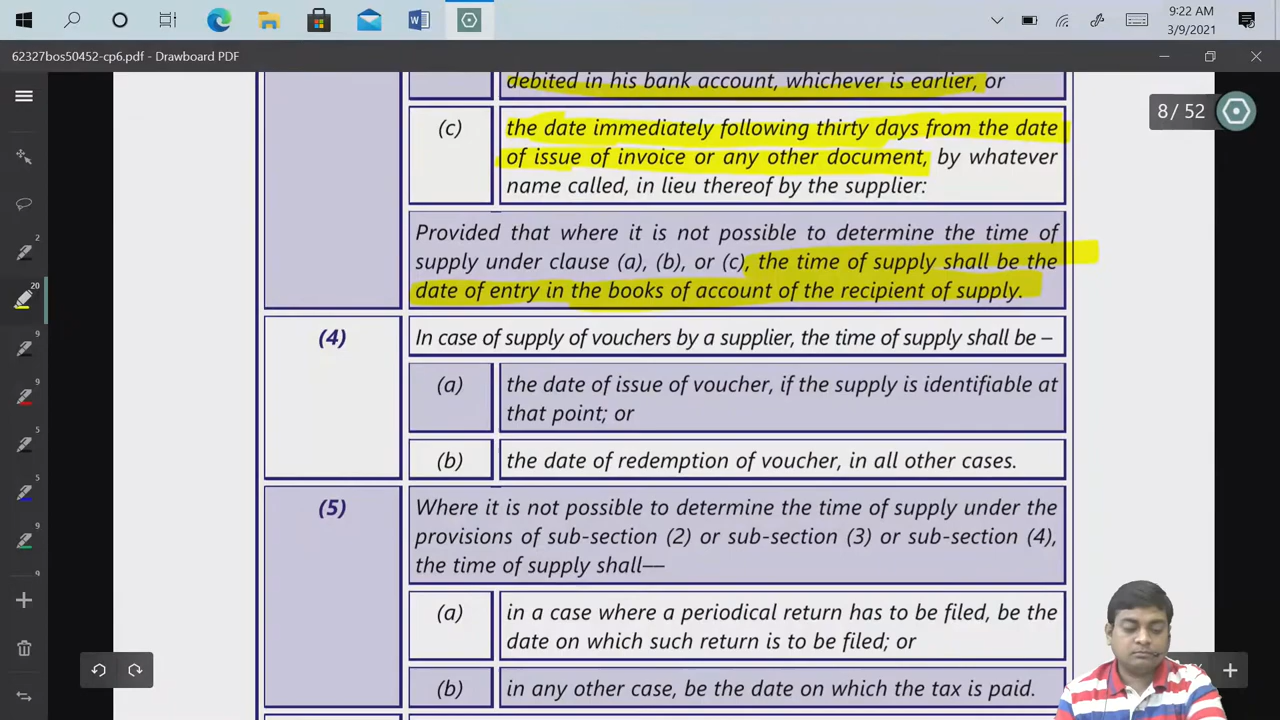 9:22 AM
3/9/2021
62327bos50452-cp6.pdf - Drawboard PDF
8 / 52
debited in his bank account, whichever is earlier, or
(c) the date immediately following thirty days from the date
of issue of invoice or any other document, by whatever
name called, in lieu thereof by the supplier:
Provided that where it is not possible to determine the time of
supply under clause (a), (b), or (c), the time of supply shall be the
date of entry in the books of account of the recipient of supply.
(4) In case of supply of vouchers by a supplier, the time of supply shall be –
(a) the date of issue of voucher, if the supply is identifiable at
that point; or
(b) the date of redemption of voucher, in all other cases.
(5) Where it is not possible to determine the time of supply under the
provisions of sub-section (2) or sub-section (3) or sub-section (4),
the time of supply shall––
(a) in a case where a periodical return has to be filed, be the
date on which such return is to be filed; or
(b) in any other case, be the date on which the tax is paid.
2
20
9
9
5
5
9
9